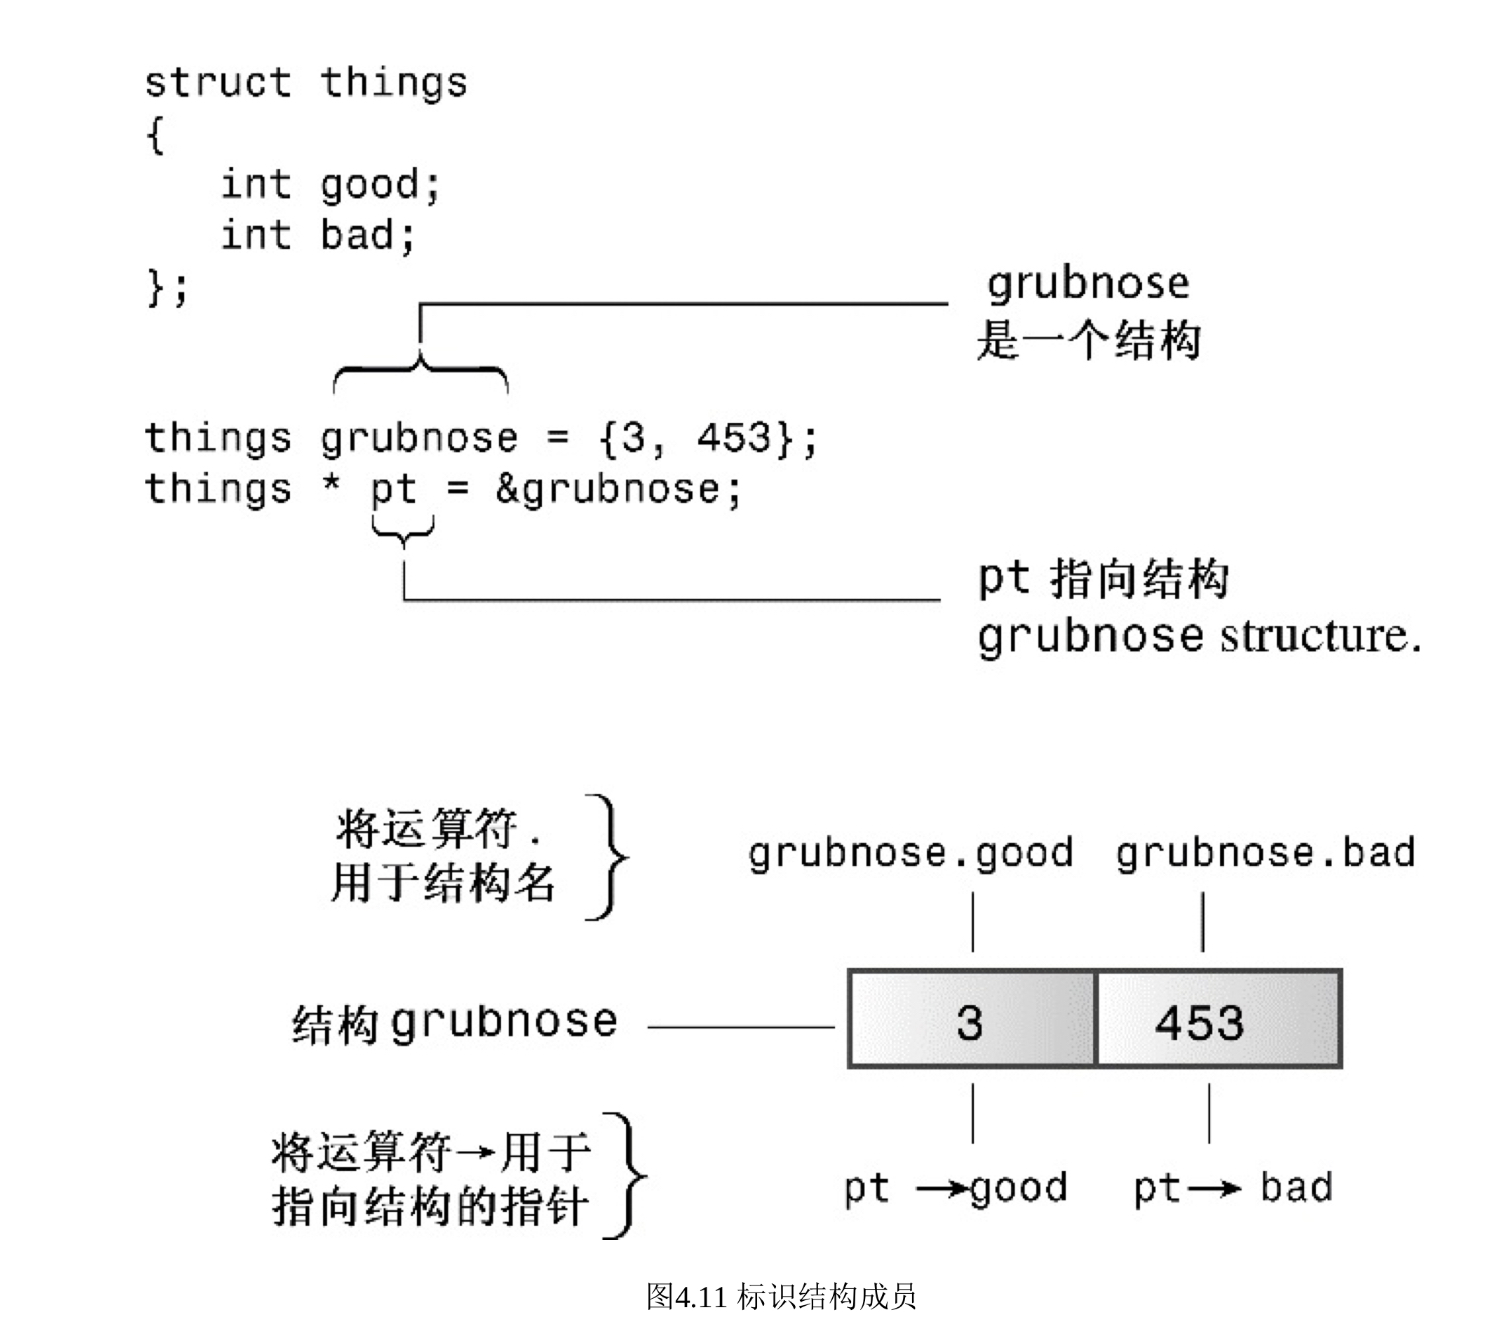 struct things
{
int good;
int bad;
};
grubnose
是一个结构
things grubnose = {3, 453};
things * pt = &grubnose;
pt 指向结构
grubnose structure.
将运算符 .
用于结构名
grubnose.good grubnose.bad
结构 grubnose
3 453
将运算符→用于
指向结构的指针
pt →good pt→ bad
图4.11 标识结构成员